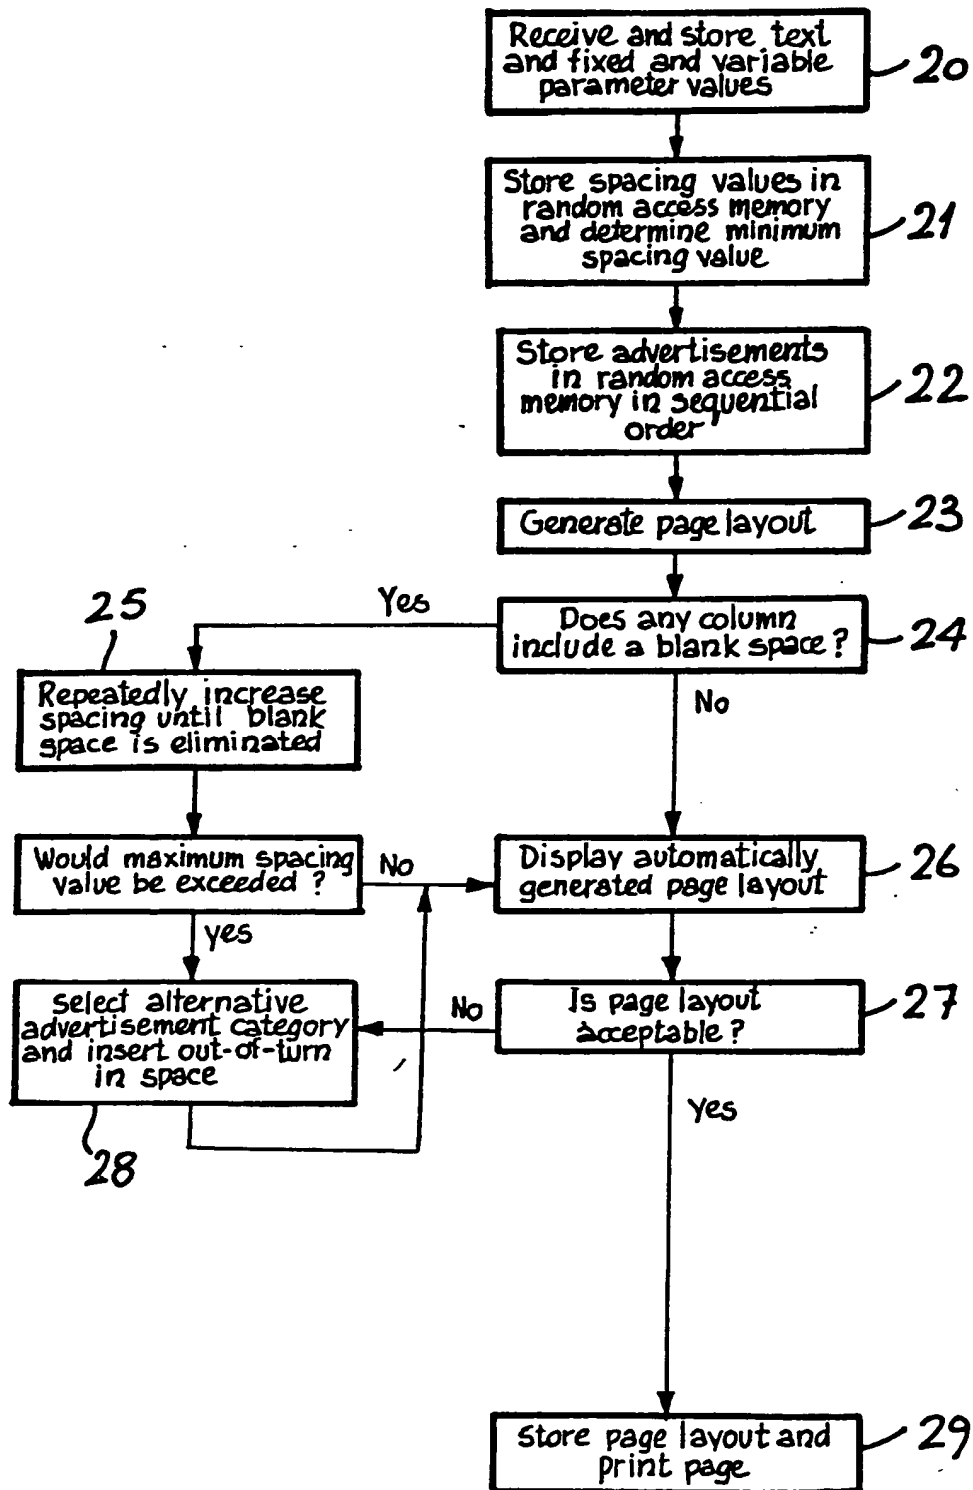 Receive and store text
and fixed and variable
parameter values
20
Store spacing values in
random access memory
and determine minimum
spacing value
21
Store advertisements
in random access
memory in sequential
order
22
Generate page layout
23
Does any column
include a blank space?
24
Yes
No
25
Repeatedly increase
spacing until blank
space is eliminated
Would maximum spacing
value be exceeded?
No
yes
Display automatically
generated page layout
26
Is page layout
acceptable?
27
No
Yes
Select alternative
advertisement category
and insert out-of-turn
in space
28
Store page layout and
print page
29